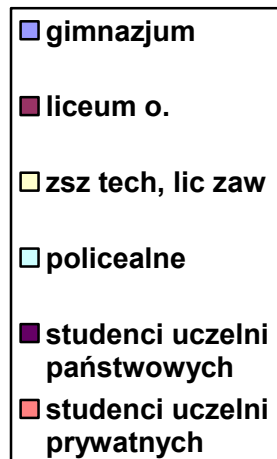 gimnazjum
liceum o.
zsz tech, lic zaw
policealne
studenci uczelni
państwowych
studenci uczelni
prywatnych